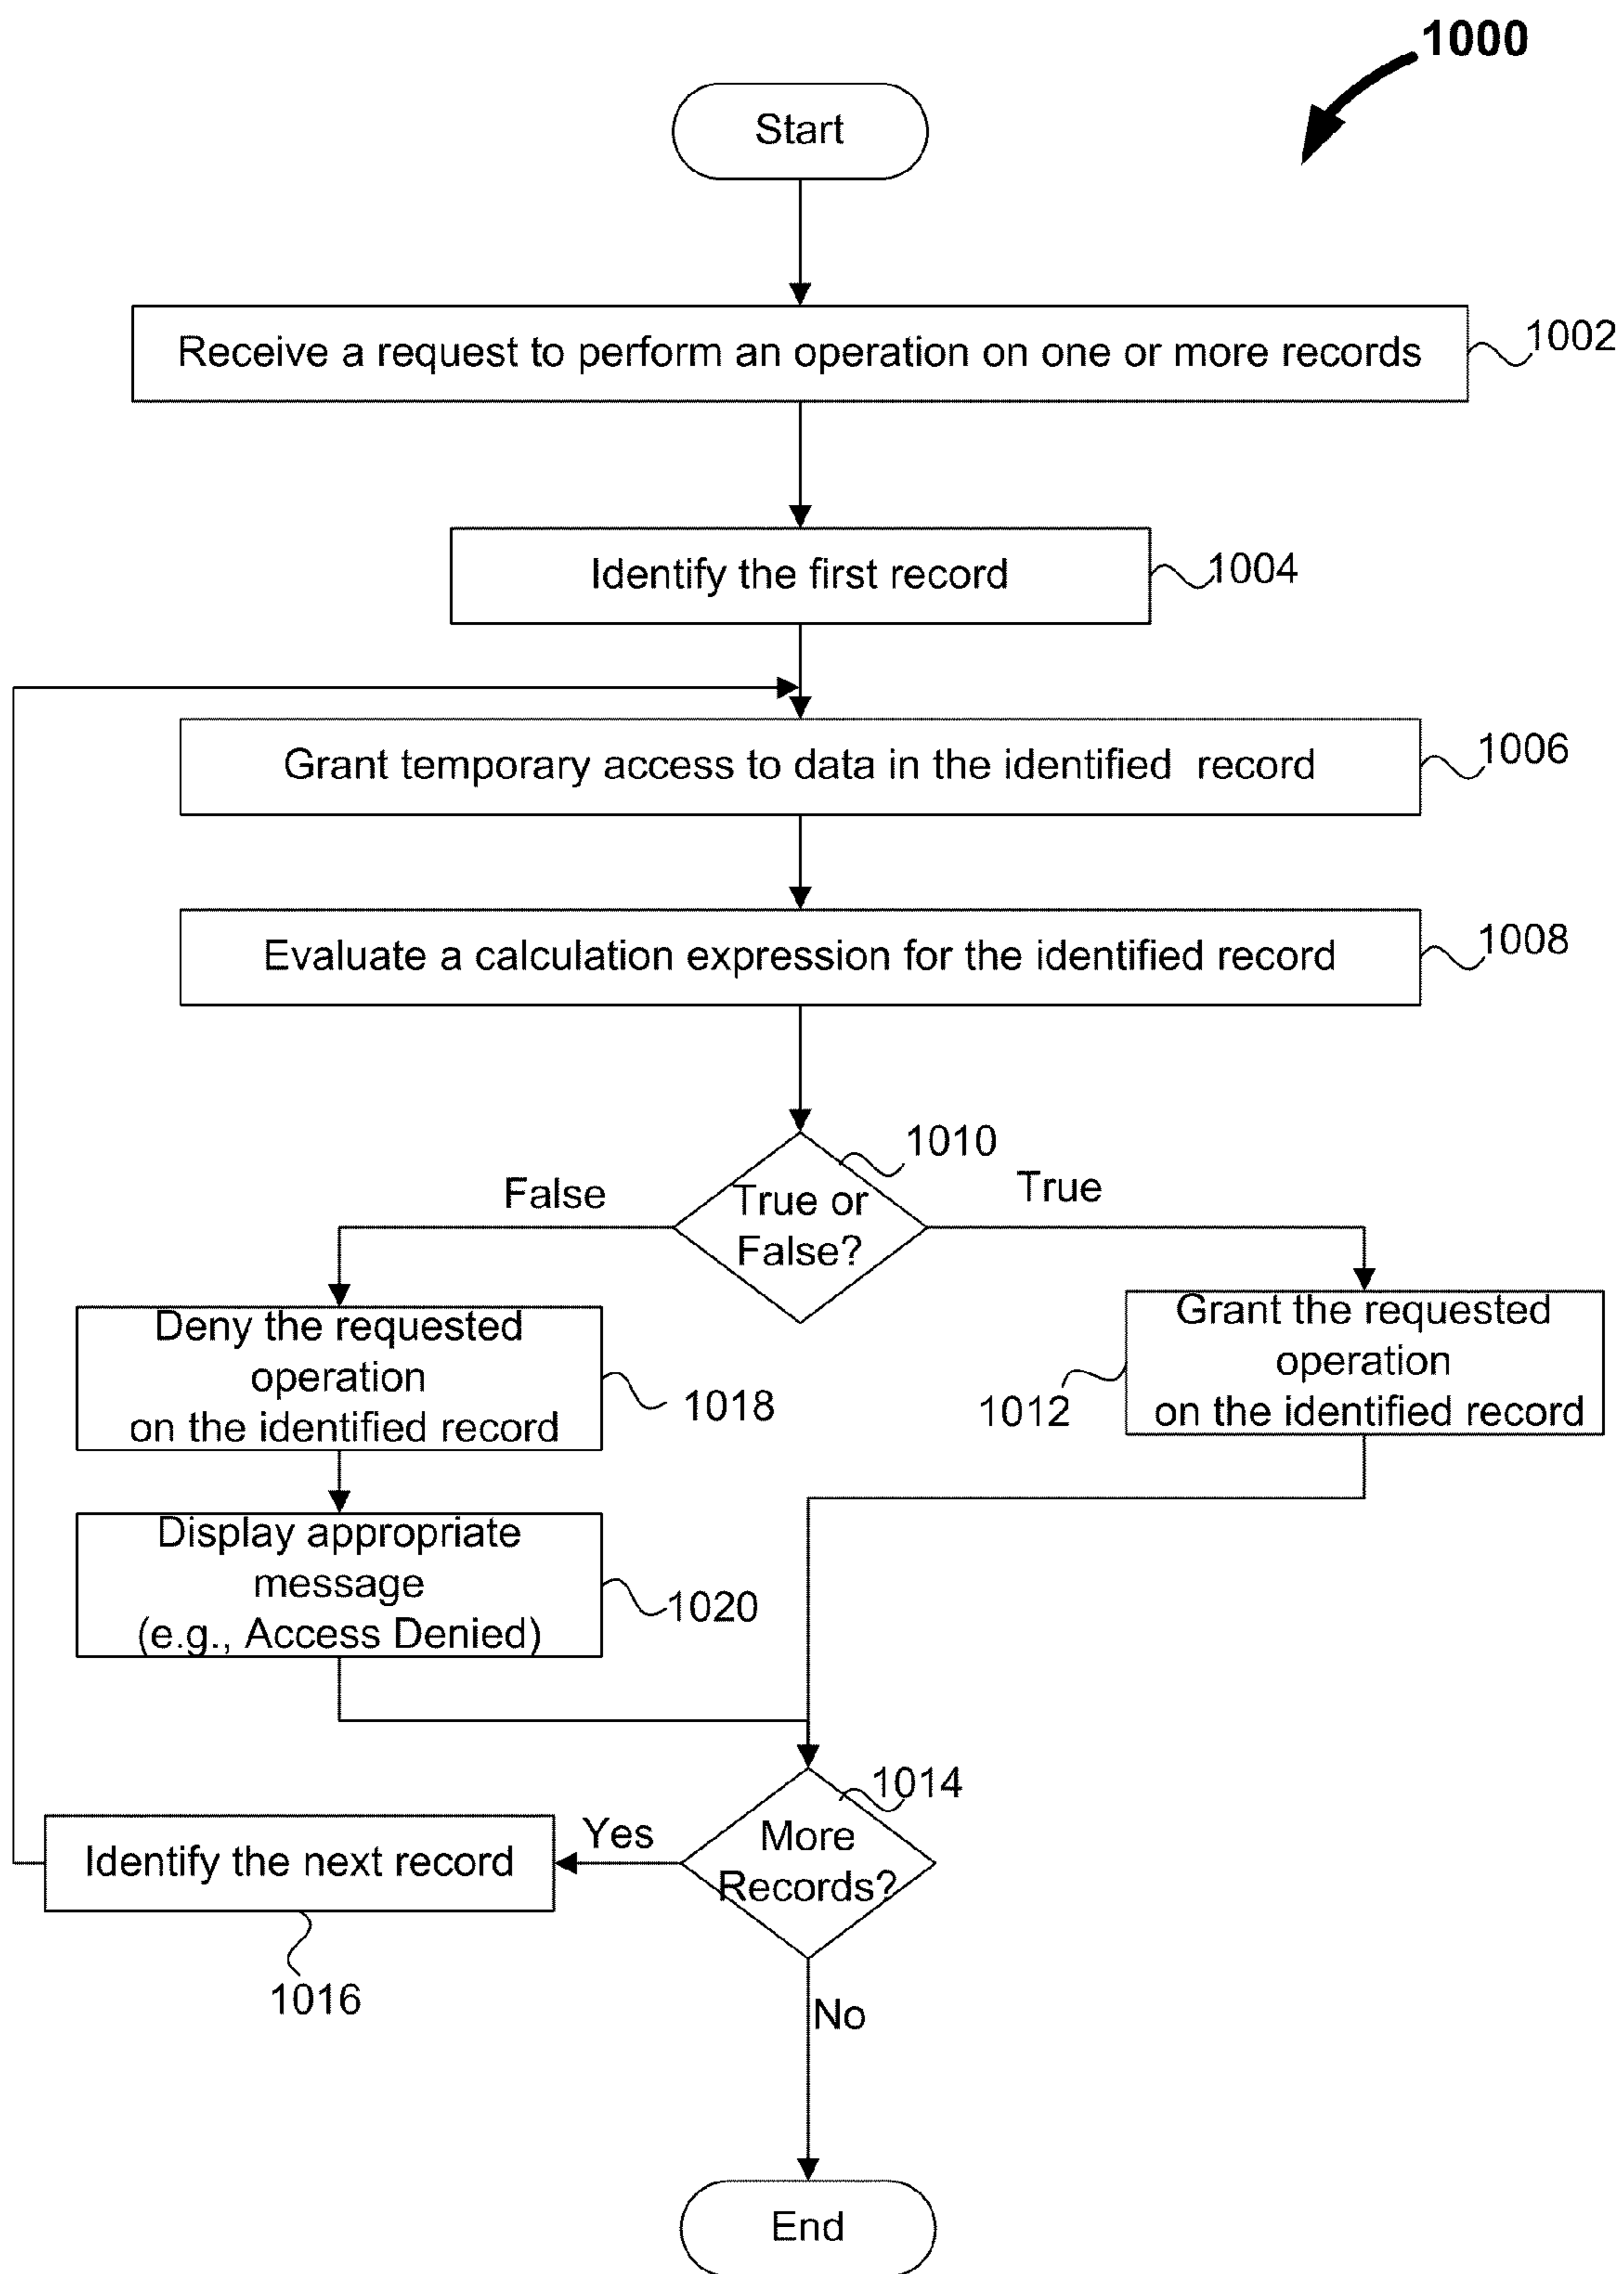 1000
Start
Receive a request to perform an operation on one or more records
1002
Identify the first record
1004
Grant temporary access to data in the identified record
1006
Evaluate a calculation expression for the identified record
1008
1010
True or
False?
False
True
Deny the requested
operation
on the identified record
1018
Grant the requested
operation
on the identified record
1012
Display appropriate
message
(e.g., Access Denied)
1020
1014
More
Records?
Yes
Identify the next record
1016
No
End